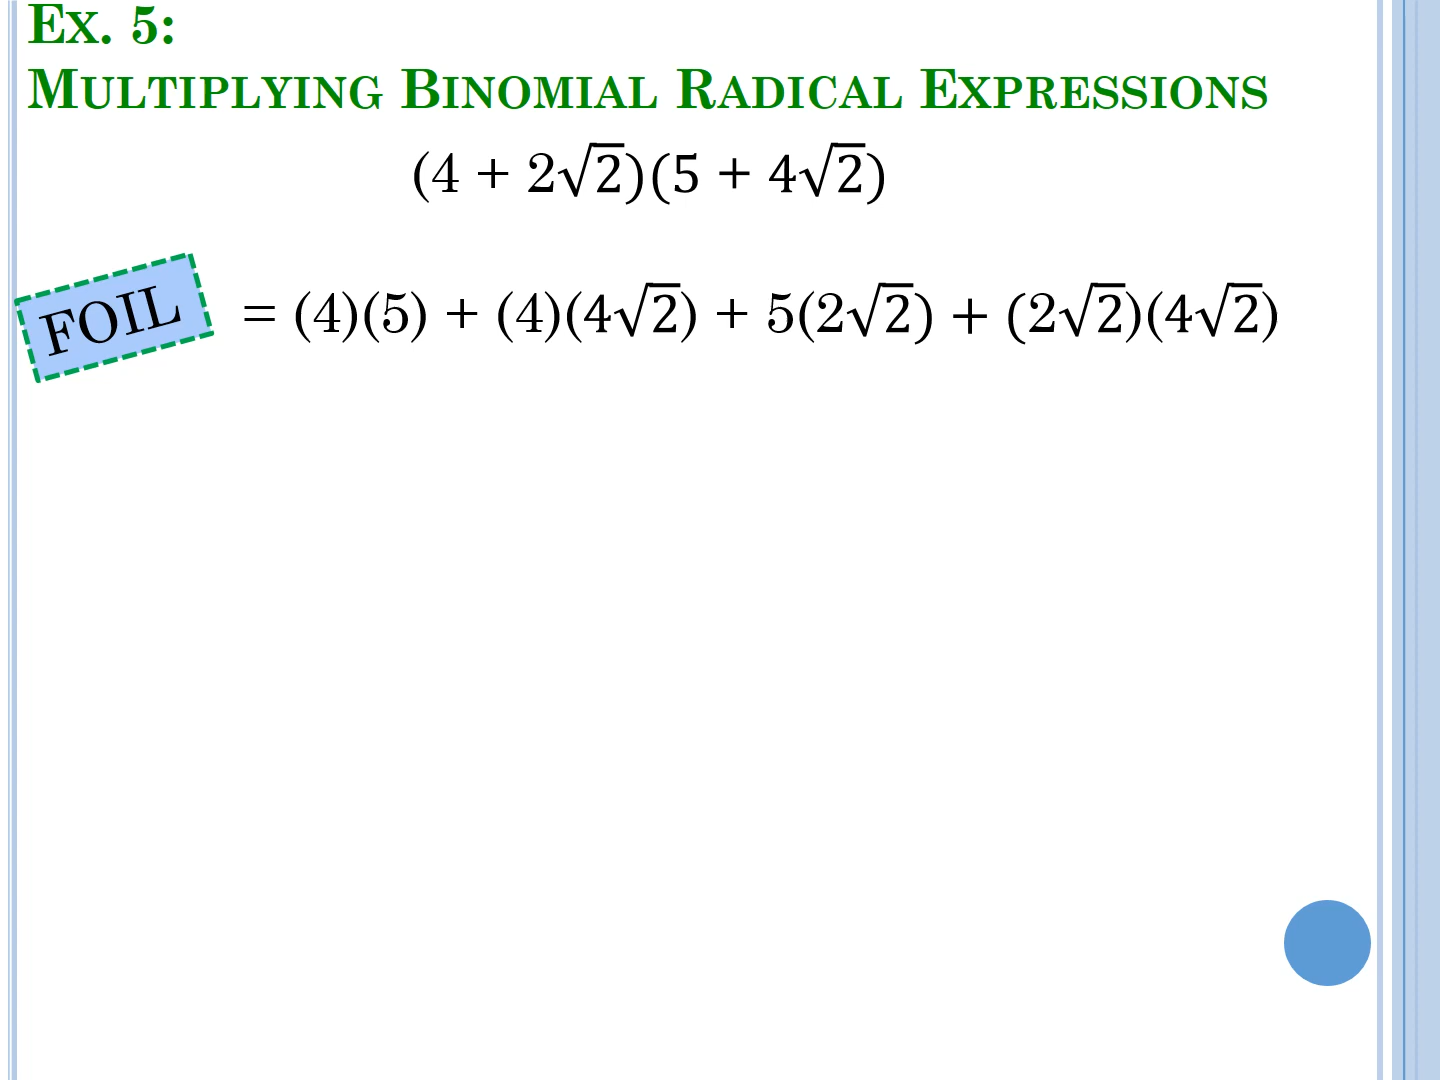 Ex. 5:
Multiplying Binomial Radical Expressions
(4 + 2√2)(5 + 4√2)
FOIL
= (4)(5) + (4)(4√2) + 5(2√2) + (2√2)(4√2)